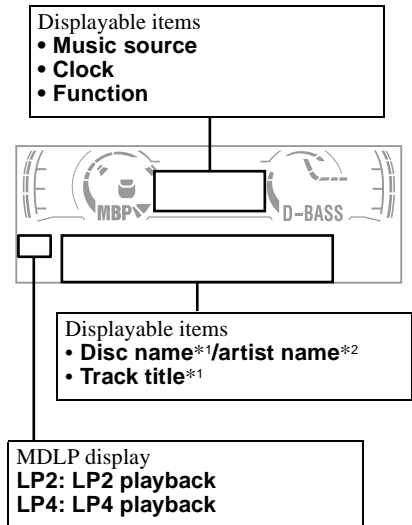 Displayable items
• Music source
• Clock
• Function
MBP
D-BASS
Displayable items
• Disc name*1/artist name*2
• Track title*1
MDLP display
LP2: LP2 playback
LP4: LP4 playback